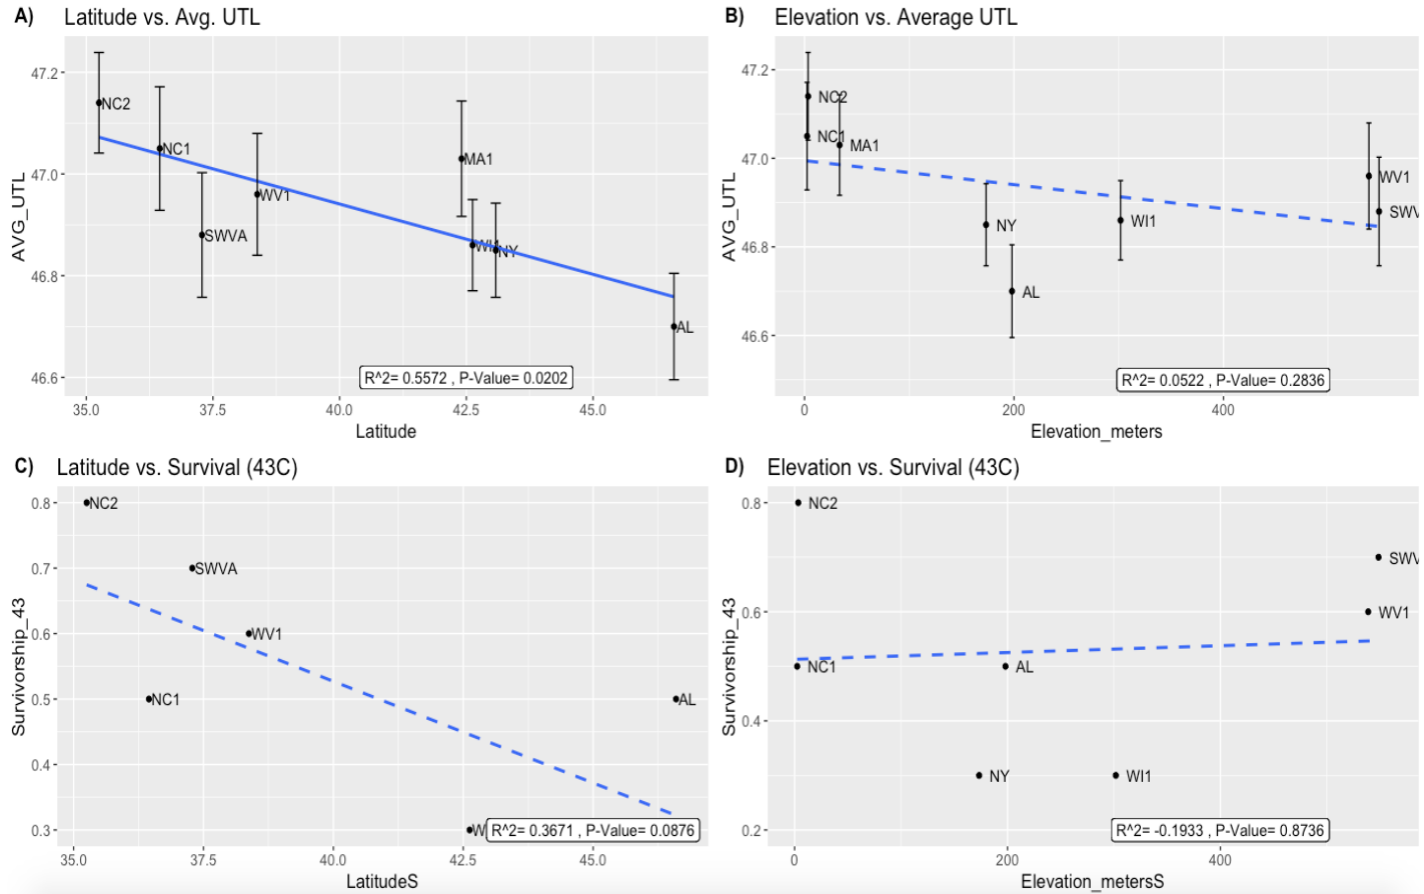 A) Latitude vs. Avg. UTL
47.2
47.0
46.8
46.6
AVG_UTL
NC2
NC1
SWVA
WV1
MA1
WI1
NY
AL
R^2= 0.5572 , P-Value= 0.0202
35.0 37.5 40.0 42.5 45.0
Latitude
B) Elevation vs. Average UTL
47.2
47.0
46.8
46.6
AVG_UTL
NC2
NC1
MA1
NY
AL
WI1
WV1
SWV
R^2= 0.0522 , P-Value= 0.2836
0 200 400
Elevation_meters
C) Latitude vs. Survival (43C)
0.8
0.7
0.6
0.5
0.4
0.3
Survivorship_43
NC2
SWVA
WV1
NC1
AL
W
R^2= 0.3671 , P-Value= 0.0876
35.0 37.5 40.0 42.5 45.0
LatitudeS
D) Elevation vs. Survival (43C)
0.8
0.6
0.4
0.2
Survivorship_43
NC2
SWV
WV1
NC1
AL
NY
WI1
R^2= -0.1933 , P-Value= 0.8736
0 200 400
Elevation_metersS